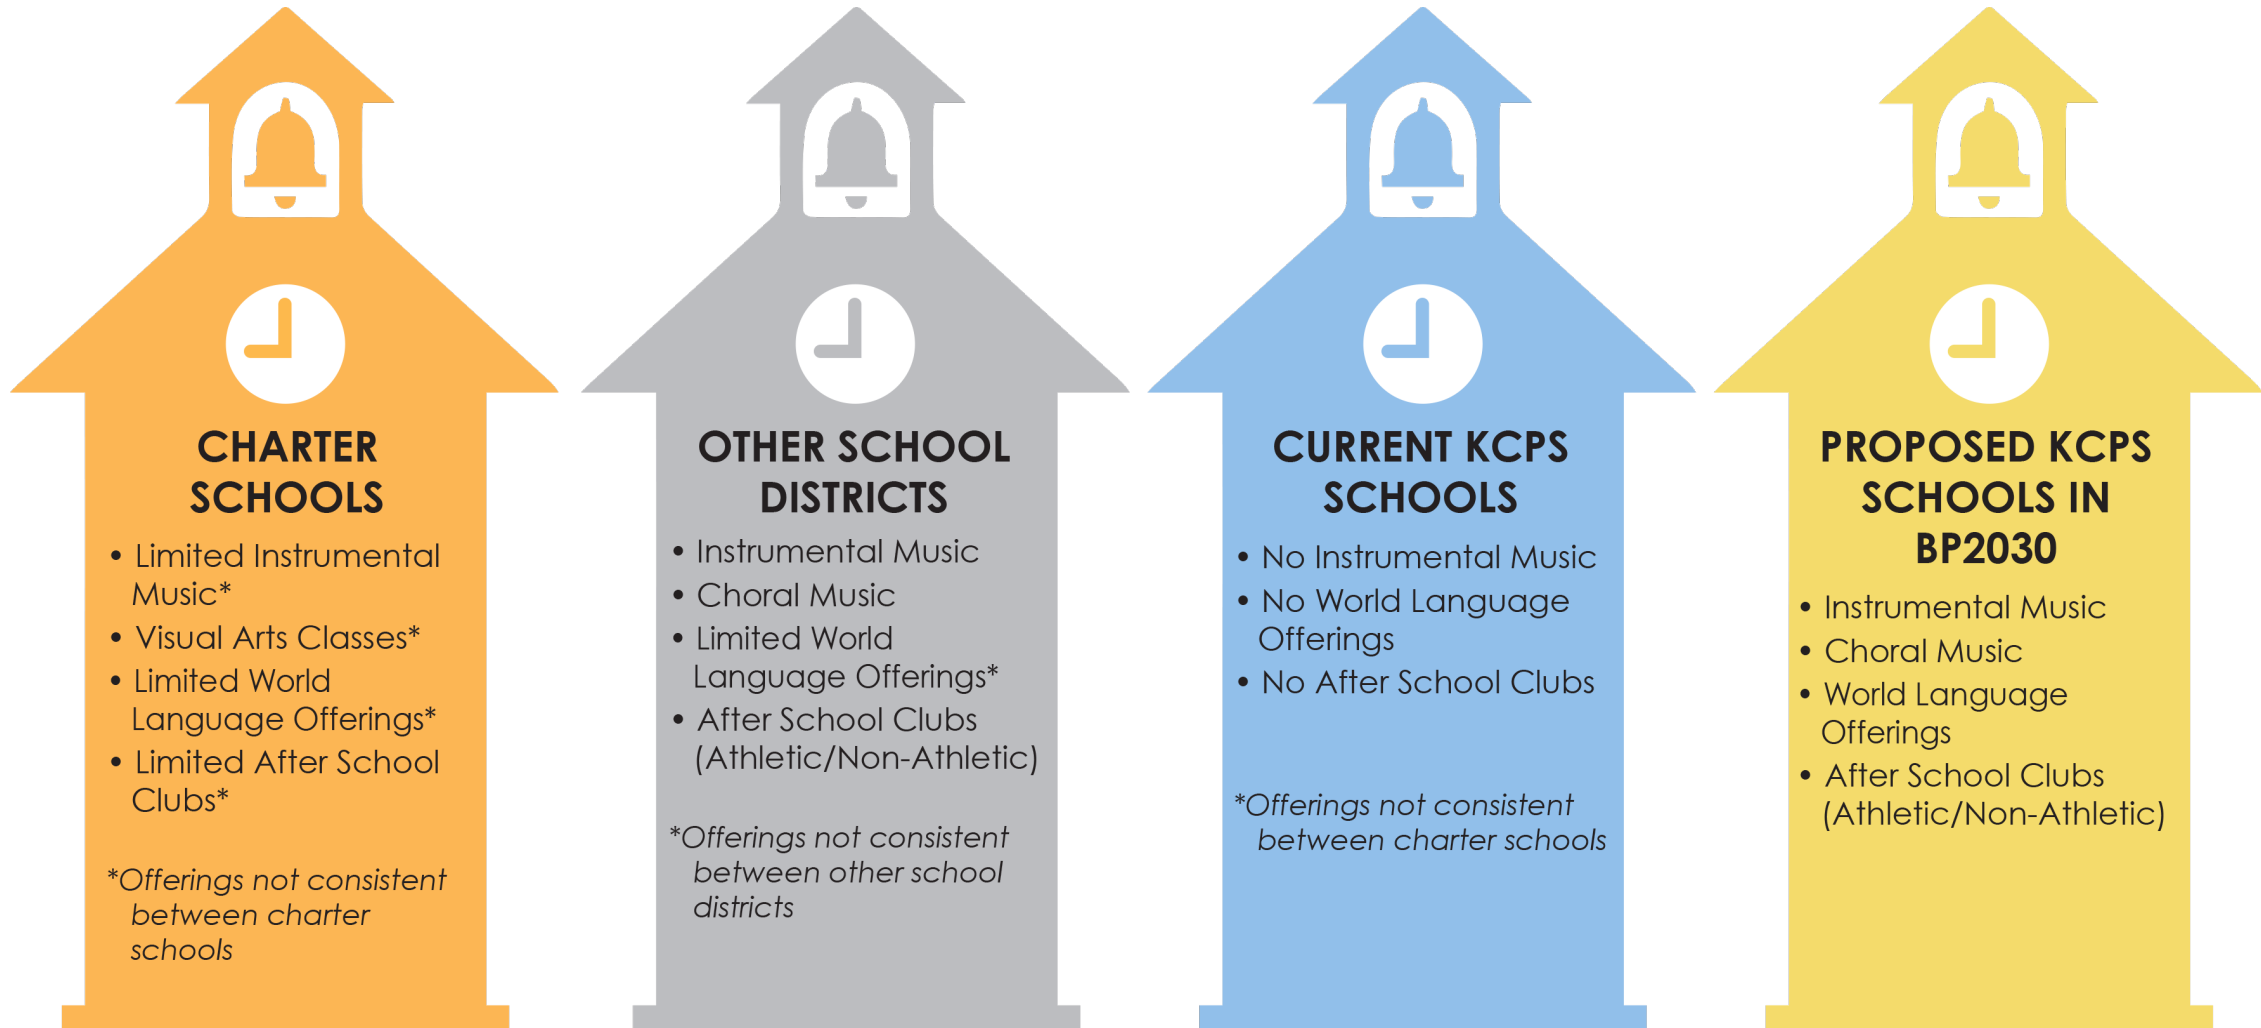 CHARTER
SCHOOLS
• Limited Instrumental
Music*
• Visual Arts Classes*
• Limited World
Language Offerings*
• Limited After School
Clubs*
*Offerings not consistent
between charter
schools
OTHER SCHOOL
DISTRICTS
• Instrumental Music
• Choral Music
• Limited World
Language Offerings*
• After School Clubs
(Athletic/Non-Athletic)
*Offerings not consistent
between other school
districts
CURRENT KCPS
SCHOOLS
• No Instrumental Music
• No World Language
Offerings
• No After School Clubs
*Offerings not consistent
between charter schools
PROPOSED KCPS
SCHOOLS IN
BP2030
• Instrumental Music
• Choral Music
• World Language
Offerings
• After School Clubs
(Athletic/Non-Athletic)